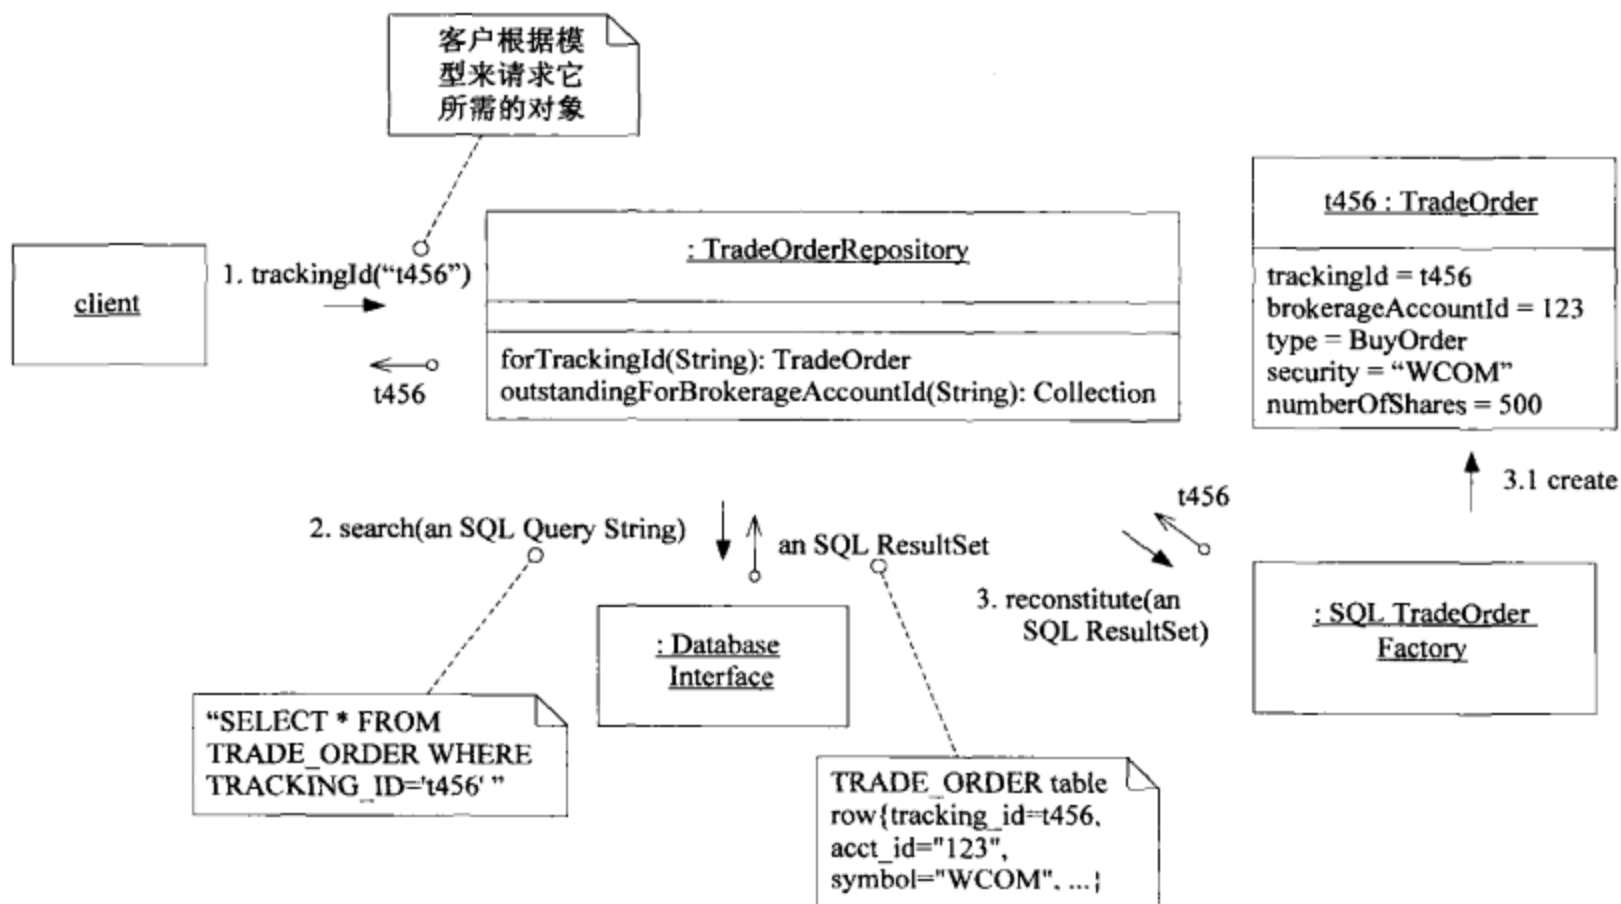 客户根据模
型来请求它
所需的对象
client
1. trackingId(“t456”)
t456
: TradeOrderRepository
forTrackingId(String): TradeOrder
outstandingForBrokerageAccountId(String): Collection
t456 : TradeOrder
trackingId = t456
brokerageAccountId = 123
type = BuyOrder
security = “WCOM”
numberOfShares = 500
3.1 create
t456
2. search(an SQL Query String)
an SQL ResultSet
3. reconstitute(an
SQL ResultSet)
: SQL TradeOrder
Factory
: Database
Interface
“SELECT * FROM
TRADE_ORDER WHERE
TRACKING_ID='t456' ”
TRADE_ORDER table
row{tracking_id=t456,
acct_id="123",
symbol="WCOM", ...}